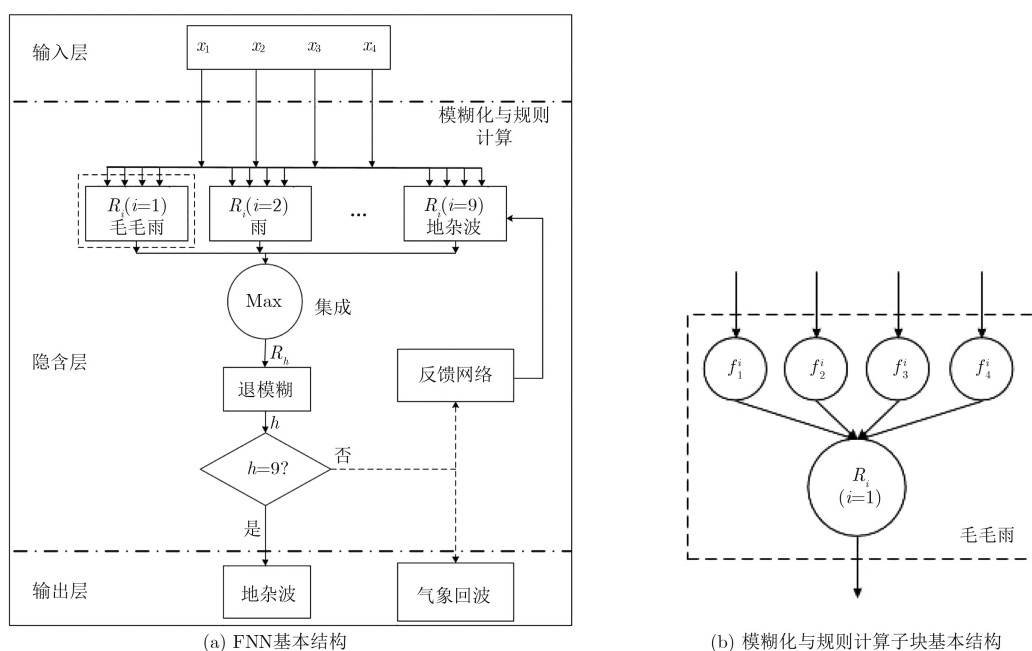 输入层
x₁ x₂ x₃ x₄
模糊化与规则
计算
Rᵢ(i=1)
毛毛雨
Rᵢ(i=2)
雨
...
Rᵢ(i=9)
地杂波
Max
集成
Rₕ
隐含层
退模糊
反馈网络
h
h=9?
否
是
输出层
地杂波
气象回波
(a) FNN基本结构
f₁ⁱ f₂ⁱ f₃ⁱ f₄ⁱ
Rᵢ
(i=1)
毛毛雨
(b) 模糊化与规则计算子块基本结构